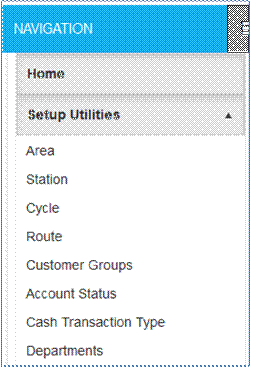 NAVIGATION
Home
Setup Utilities
Area
Station
Cycle
Route
Customer Groups
Account Status
Cash Transaction Type
Departments